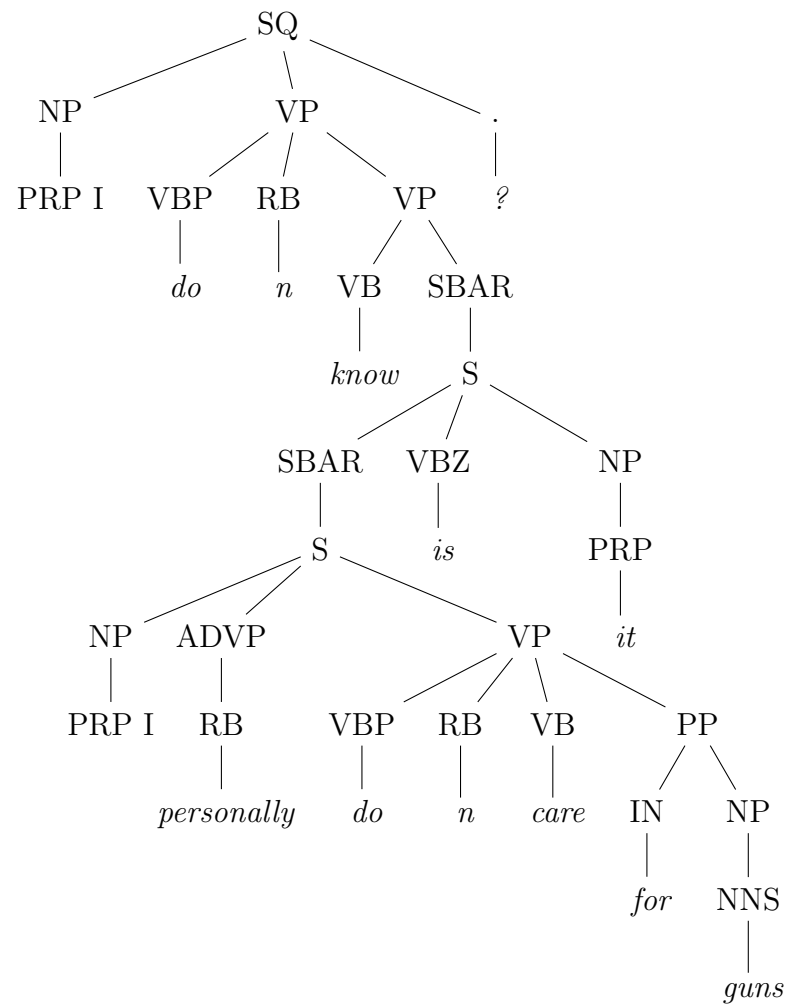 SQ
NP VP .
PRP I VBP RB VP ?
do n VB SBAR
know S
SBAR VBZ NP
S is PRP
NP ADVP VP it
PRP I RB VBP RB VB PP
personally do n care IN NP
for NNS
guns